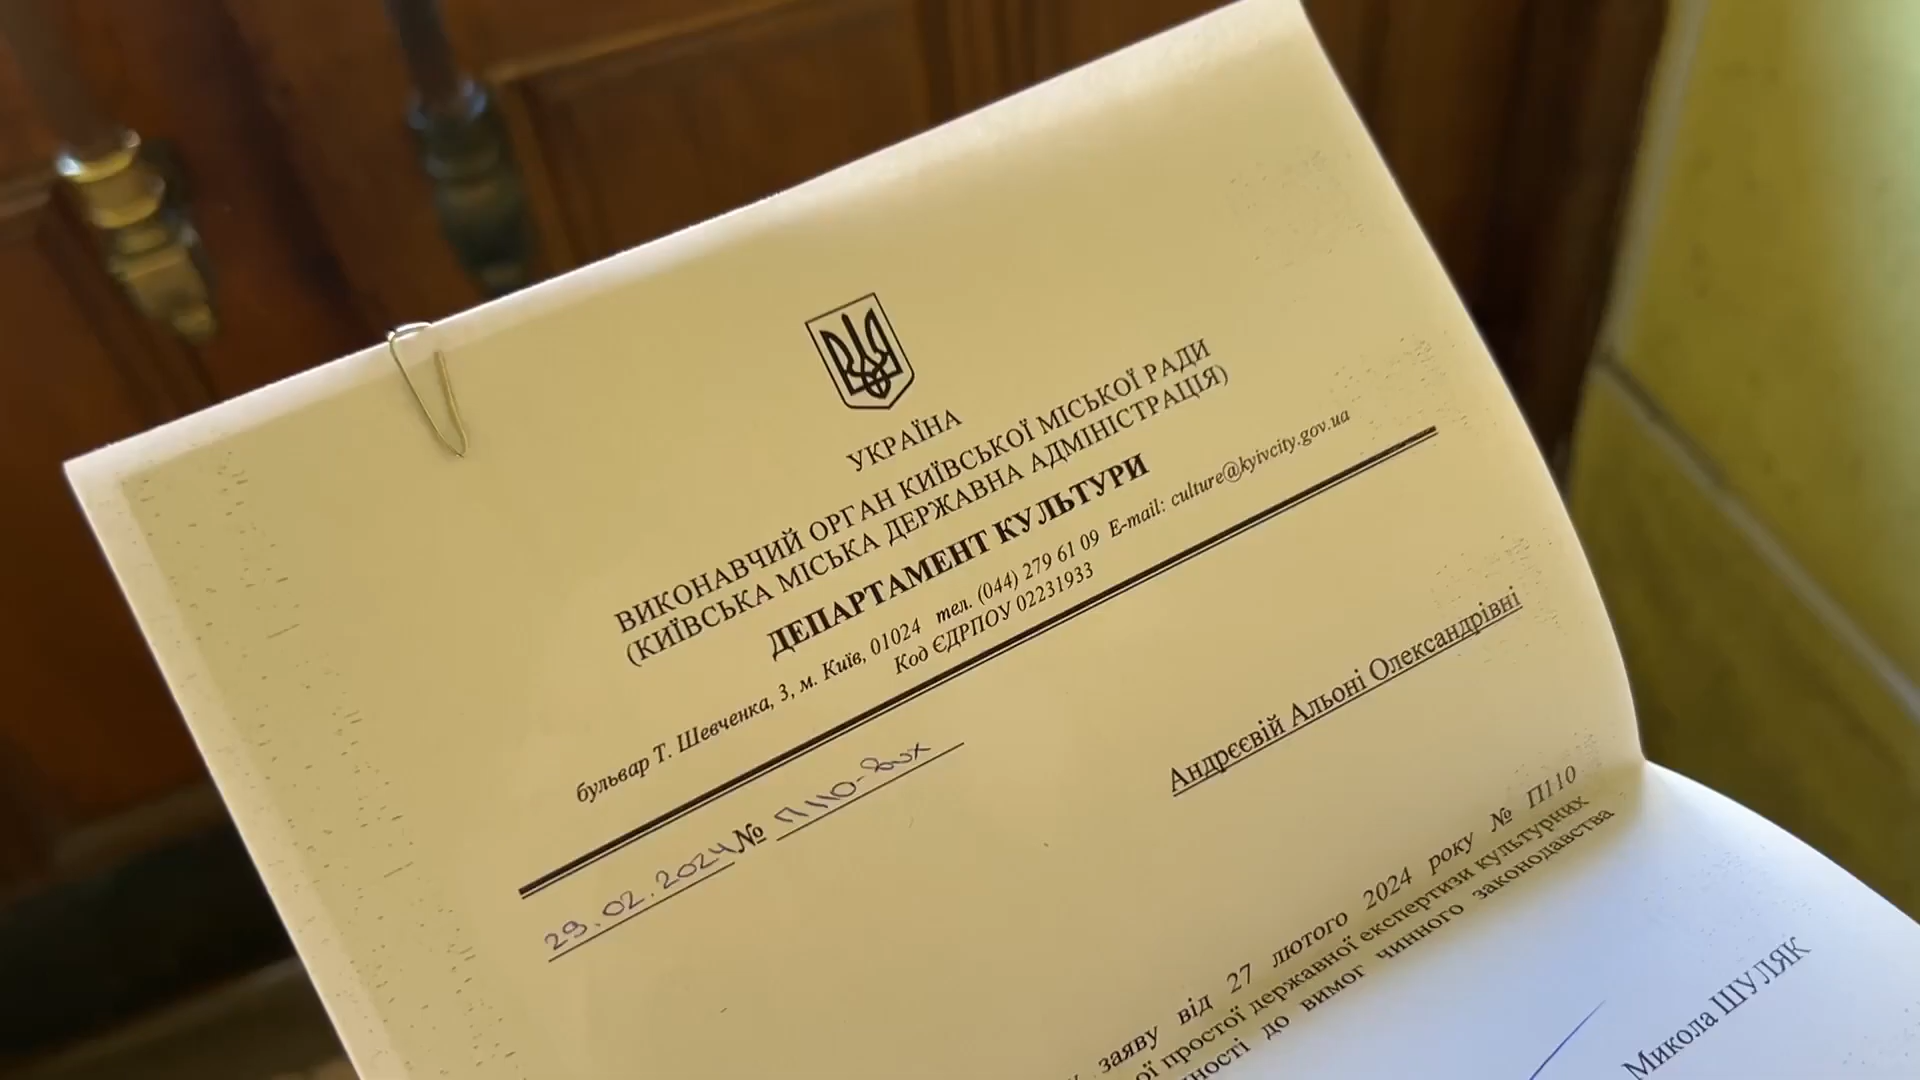 УКРАЇНА
ВИКОНАВЧИЙ ОРГАН КИЇВСЬКОЇ МІСЬКОЇ РАДИ
(КИЇВСЬКА МІСЬКА ДЕРЖАВНА АДМІНІСТРАЦІЯ)
ДЕПАРТАМЕНТ КУЛЬТУРИ
бульвар Т. Шевченка, 3, м. Київ, 01024 тел. (044) 279 61 09 E-mail: culture@kyivcity.gov.ua
Код ЄДРПОУ 02231933
29.02.2024 № П110-вих
Андрєєвій Альоні Олександрівні
заяву від 27 лютого 2024 року № П110
простої державної експертизи культурних
до вимог чинного законодавства
Микола ШУЛЯК